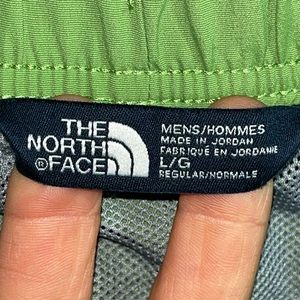 THE
NORTH
FACE
MENS/HOMMES
MADE IN JORDAN
FABRIQUÉ EN JORDANIE
L/G
REGULAR/NORMALE